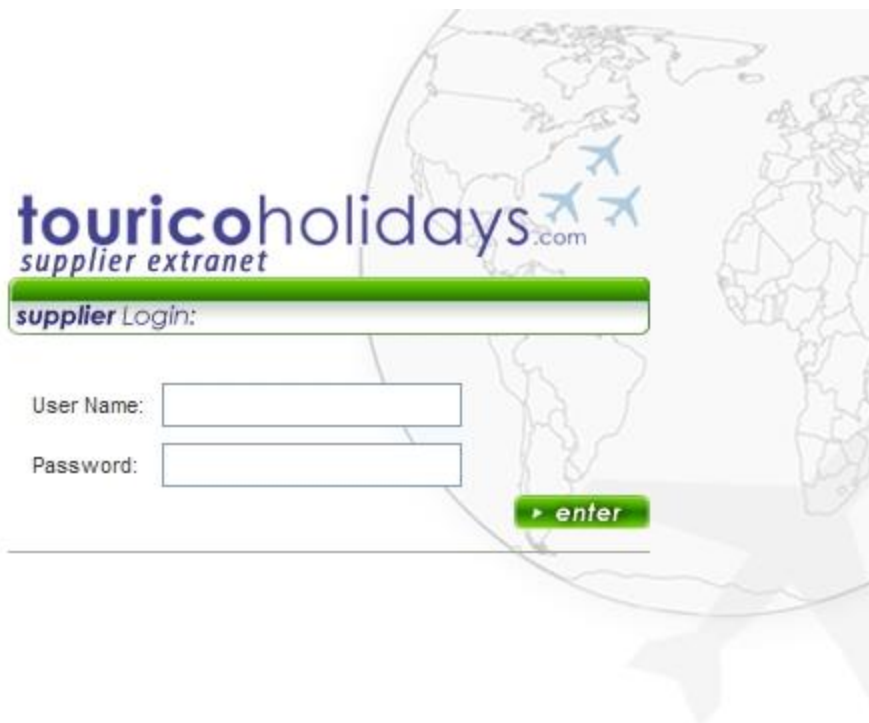 touricoholidays.com
supplier extranet
supplier Login:
User Name:
Password:
enter